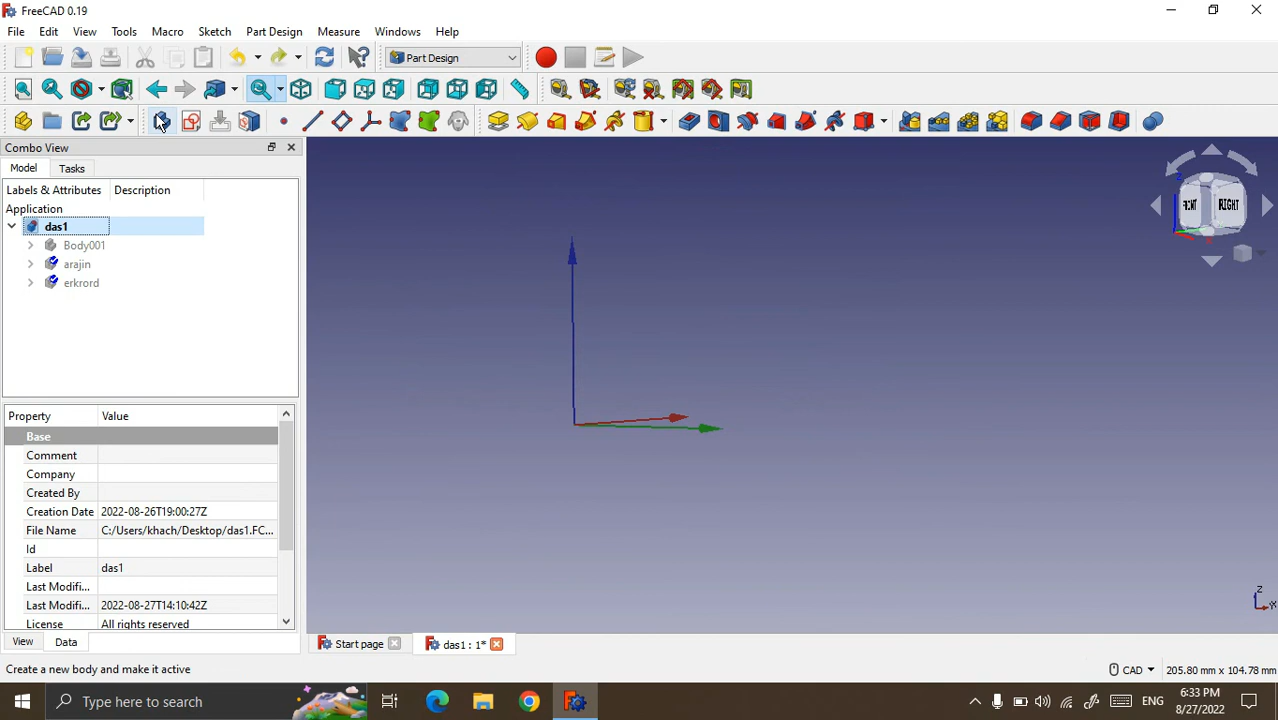 FreeCAD 0.19
File Edit View Tools Macro Sketch Part Design Measure Windows Help
Part Design
Combo View
Model Tasks
Labels & Attributes Description
Application
das1
Body001
arajin
erkrord
Property Value
Base
Comment
Company
Created By
Creation Date 2022-08-26T19:00:27Z
File Name C:/Users/khach/Desktop/das1.FC...
Id
Label das1
Last Modifi...
Last Modifi... 2022-08-27T14:10:42Z
License All rights reserved
View Data
FRONT RIGHT
Z
X
Z
X
Start page das1 : 1*
Create a new body and make it active
CAD 205.80 mm x 104.78 mm
Type here to search
ENG
6:33 PM
8/27/2022